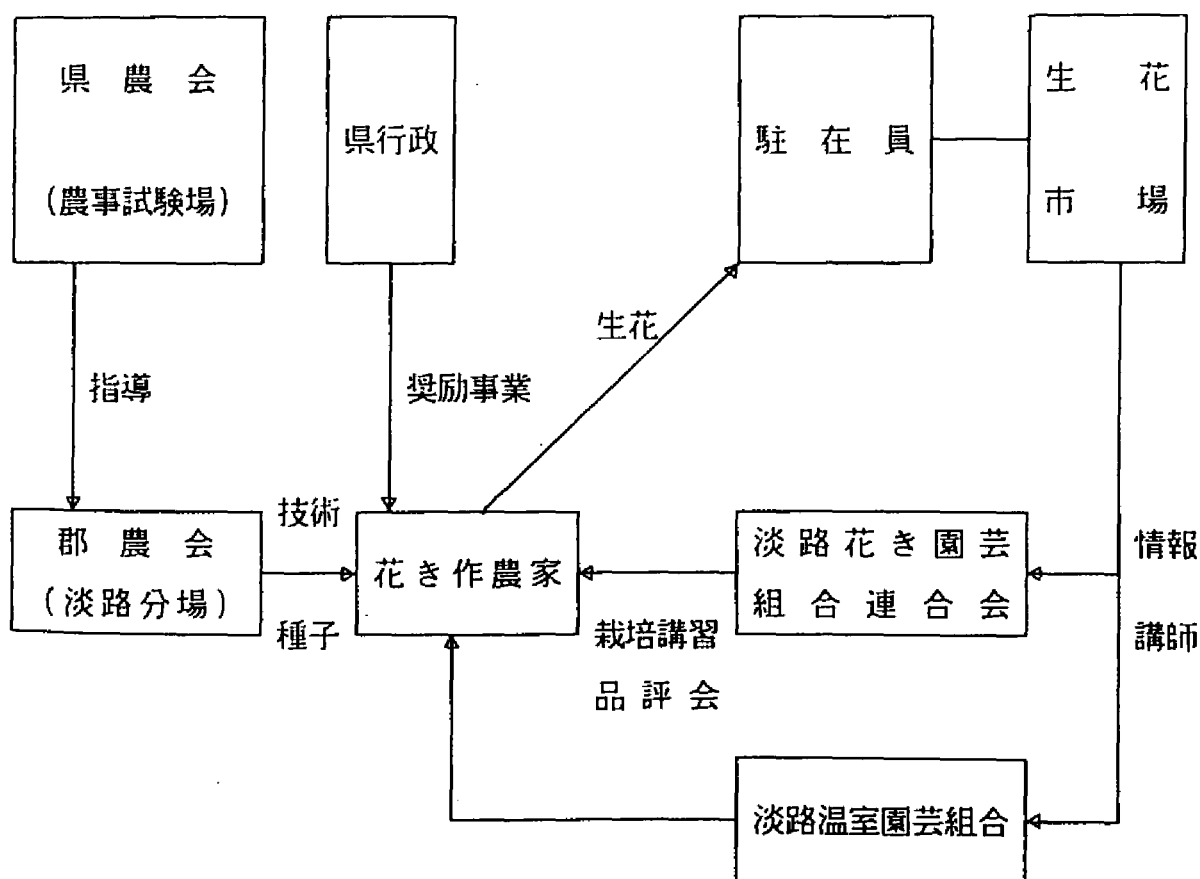 県農会
(農事試験場)
県行政
駐在員
生花
市場
指導
奨励事業
生花
郡農会
(淡路分場)
技術
種子
花き作農家
淡路花き園芸
組合連合会
栽培講習
品評会
情報
講師
淡路温室園芸組合